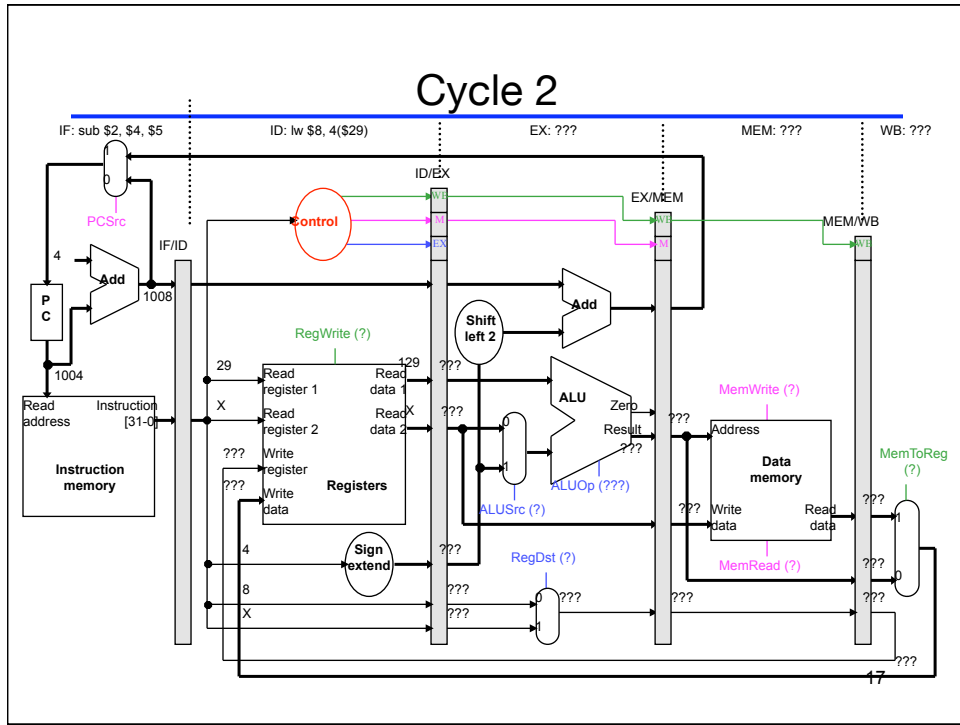 Cycle 2
IF: sub $2, $4, $5
ID: lw $8, 4($29)
EX: ???
MEM: ???
WB: ???
1
0
PCSrc
ID/EX
WB
M
EX
EX/MEM
WB
M
MEM/WB
WB
Control
IF/ID
4
Add
1008
P
C
1004
Add
Shift
left 2
RegWrite (?)
29
Read
register 1
129
Read
data 1
???
X
Read
register 2
X
Read
data 2
???
???
Write
register
???
Write
data
Registers
Read
address
Instruction
[31-0]
Instruction
memory
0
1
ALUSrc (?)
ALU
Zero
Result
???
ALUOp (???)
???
MemWrite (?)
Address
Data
memory
???
Write
data
Read
data
MemRead (?)
MemToReg
(?)
???
1
???
0
4
Sign
extend
???
RegDst (?)
8
???
0
???
???
???
X
???
1
???
17